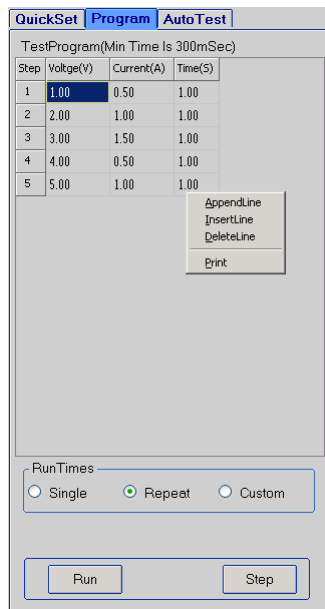 QuickSet Program AutoTest
TestProgram(Min Time Is 300mSec)
Step Voltge(V) Current(A) Time(S)
1 1.00 0.50 1.00
2 2.00 1.00 1.00
3 3.00 1.50 1.00
4 4.00 0.50 1.00
5 5.00 1.00 1.00
AppendLine
InsertLine
DeleteLine
Print
RunTimes
Single Repeat Custom
Run Step